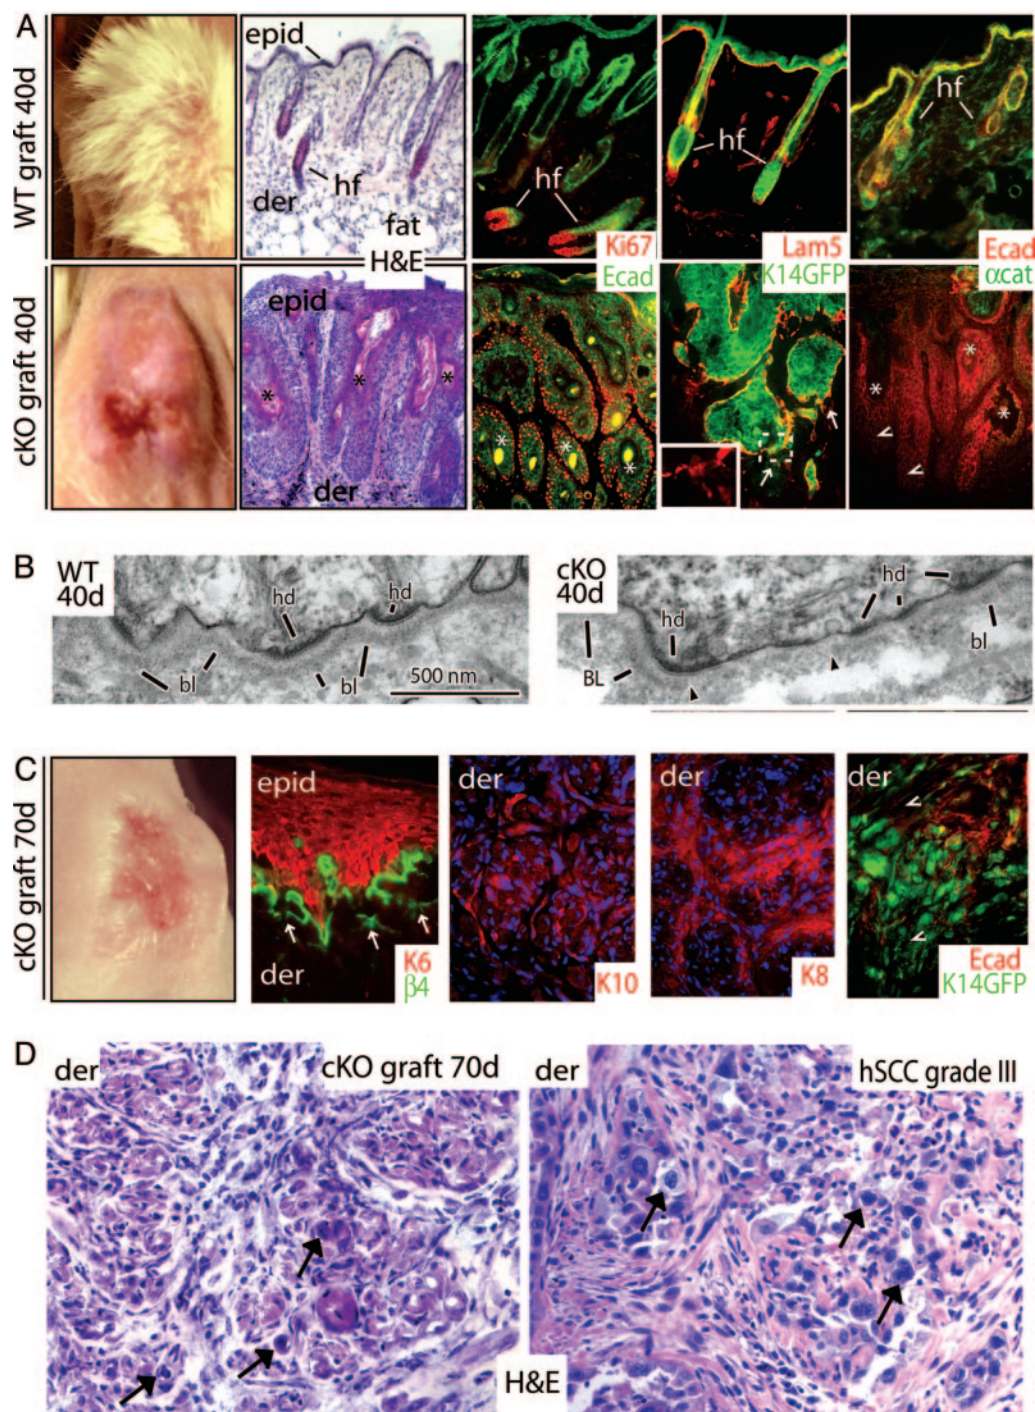 A
WT graft 40d
epid
hf
der
fat
H&E
hf
Ki67
Ecad
hf
Lam5
K14GFP
hf
Ecad
αcat
cKO graft 40d
epid
*
*
*
der
*
*
*
*
*
*
B
WT
40d
hd
hd
bl
bl
500 nm
cKO
40d
hd
hd
BL
bl
C
cKO graft 70d
epid
der
K6
β4
der
K10
der
K8
der
Ecad
K14GFP
D
der
cKO graft 70d
der
hSCC grade III
H&E